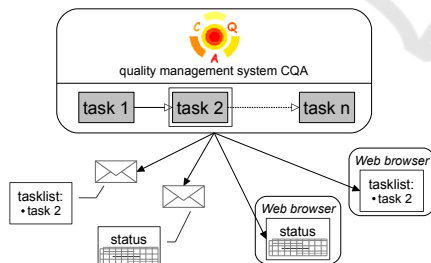 C Q
A
quality management system CQA
task 1 task 2 task n
Web browser
tasklist:
• task 2
tasklist:
• task 2
Web browser
status
status